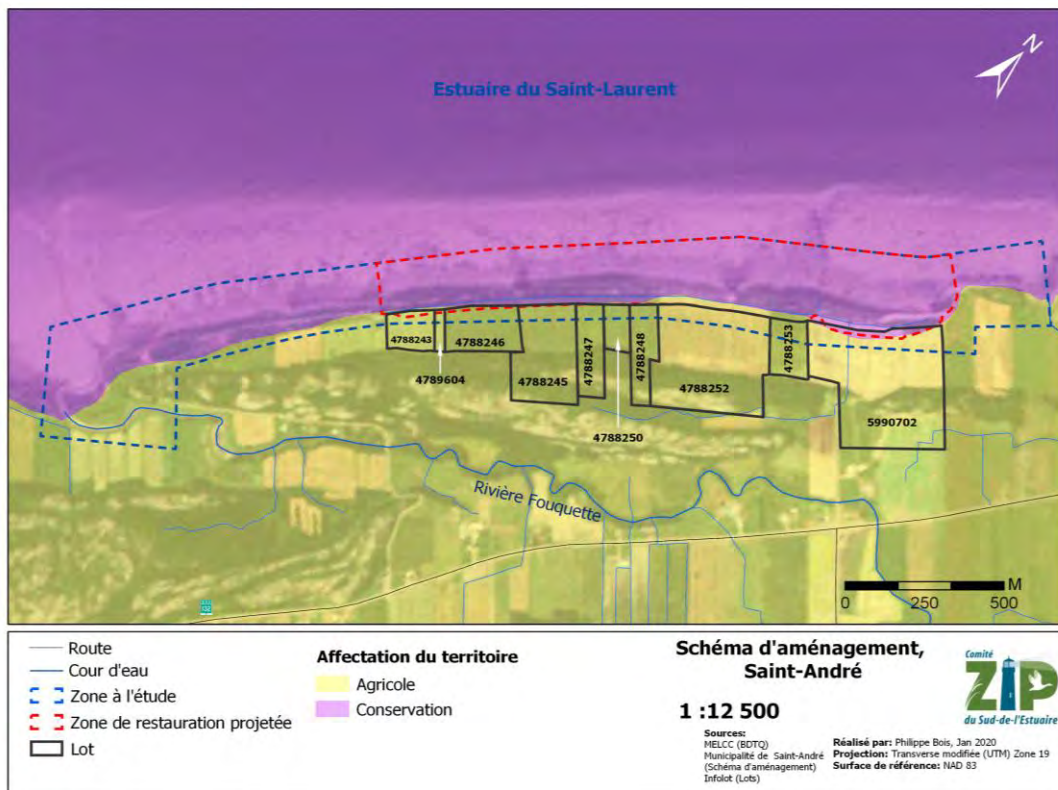 N
Estuaire du Saint-Laurent
4788243
4788246
4789604
4788245
4788247
4788250
4788248
4788252
4788253
5990702
Rivière Fouquette
M
0 250 500
Route
Cour d'eau
Zone à l'étude
Zone de restauration projetée
Lot
Affectation du territoire
Agricole
Conservation
Schéma d'aménagement,
Saint-André
1 :12 500
Sources:
MELCC (BDTQ)
Municipalité de Saint-André
(Schéma d'aménagement)
Infolot (Lots)
Réalisé par: Philippe Bois, Jan 2020
Projection: Transverse modifiée (UTM) Zone 19
Surface de référence: NAD 83
Comité
ZIP
du Sud-de-l'Estuaire